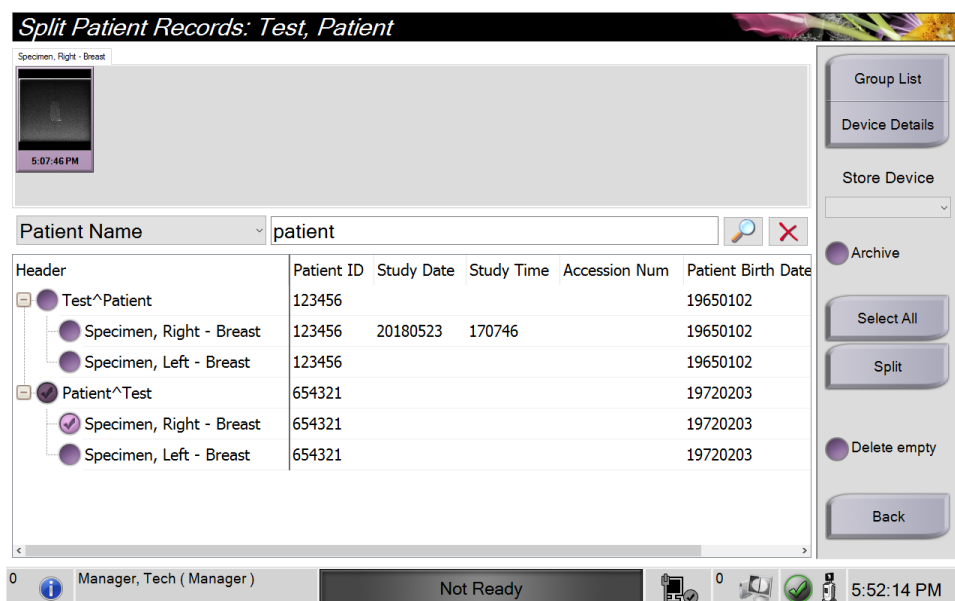 Split Patient Records: Test, Patient
Specimen, Right - Breast
5:07:46 PM
Group List
Device Details
Store Device
Archive
Select All
Split
Delete empty
Back
Patient Name patient
Header Patient ID Study Date Study Time Accession Num Patient Birth Date
Test^Patient 123456 19650102
Specimen, Right - Breast 123456 20180523 170746 19650102
Specimen, Left - Breast 123456 19650102
Patient^Test 654321 19720203
Specimen, Right - Breast 654321 19720203
Specimen, Left - Breast 654321 19720203
0 Manager, Tech ( Manager ) Not Ready 0 5:52:14 PM